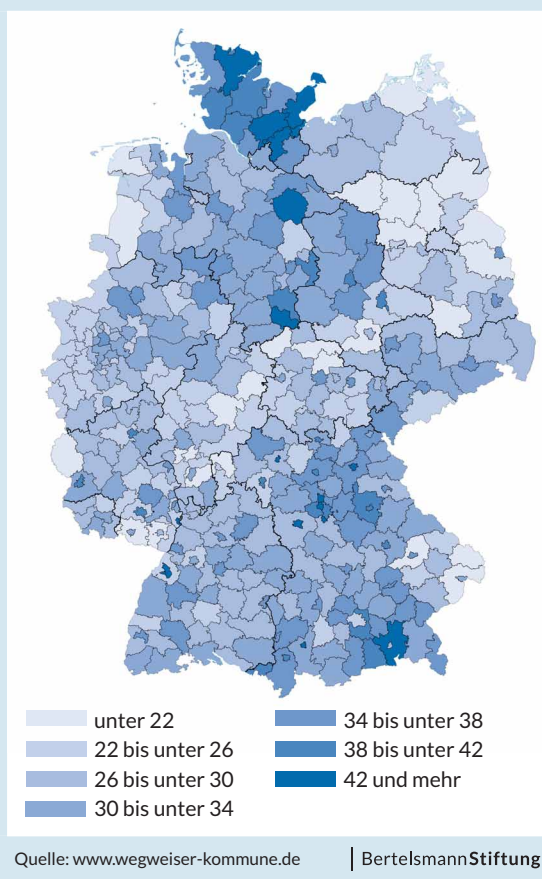 unter 22
22 bis unter 26
26 bis unter 30
30 bis unter 34
34 bis unter 38
38 bis unter 42
42 und mehr
Quelle: www.wegweiser-kommune.de
BertelsmannStiftung